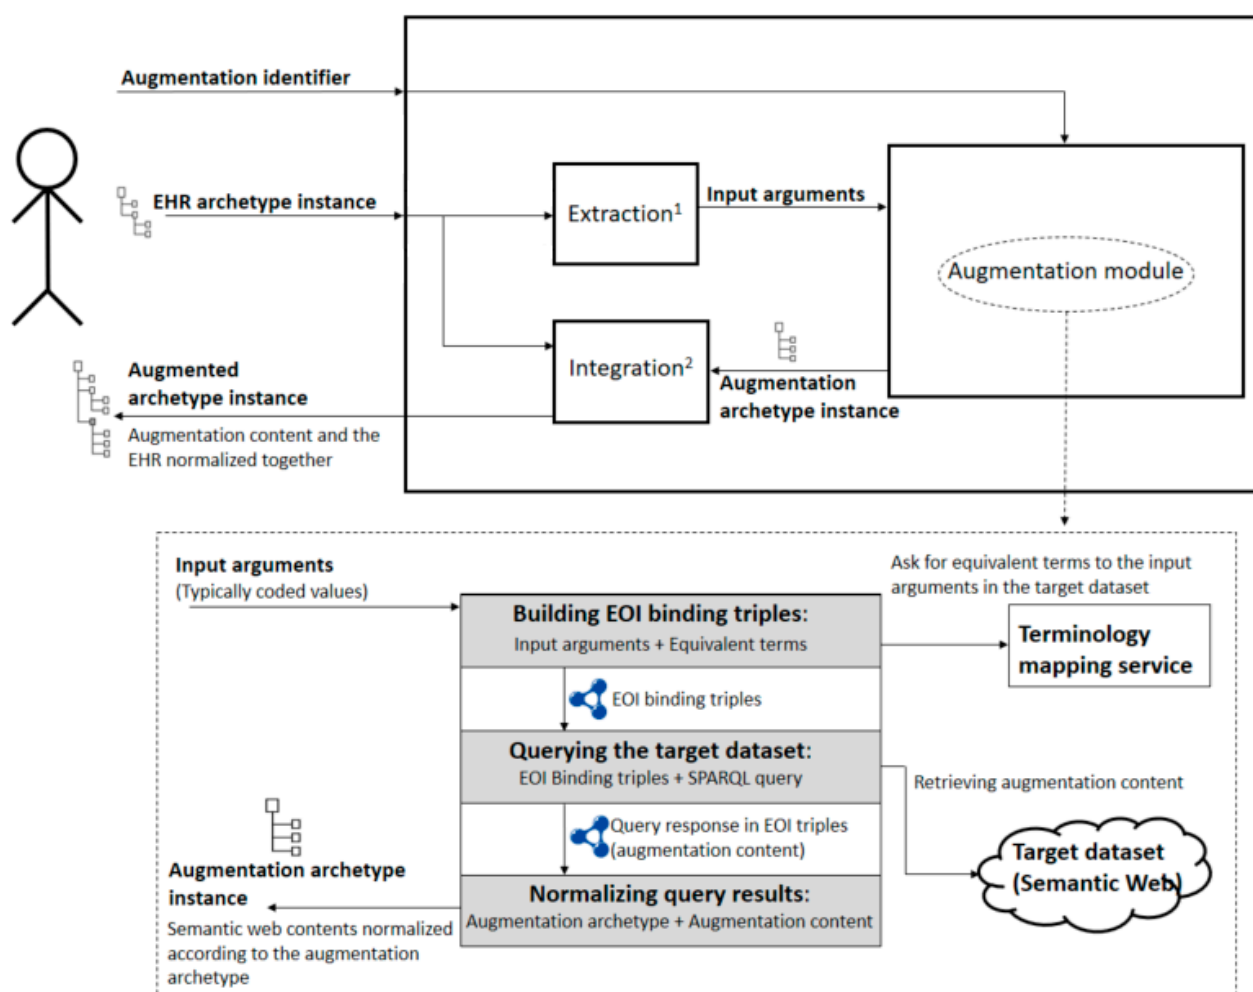 Augmentation identifier
EHR archetype instance
Extraction1
Input arguments
Augmentation module
Integration2
Augmentation
archetype instance
Augmented
archetype instance
Augmentation content and the
EHR normalized together
Input arguments
(Typically coded values)
Ask for equivalent terms to the input
arguments in the target dataset
Building EOI binding triples:
Input arguments + Equivalent terms
Terminology
mapping service
EOI binding triples
Querying the target dataset:
EOI Binding triples + SPARQL query
Retrieving augmentation content
Query response in EOI triples
(augmentation content)
Target dataset
(Semantic Web)
Augmentation archetype
instance
Semantic web contents normalized
according to the augmentation
archetype
Normalizing query results:
Augmentation archetype + Augmentation content